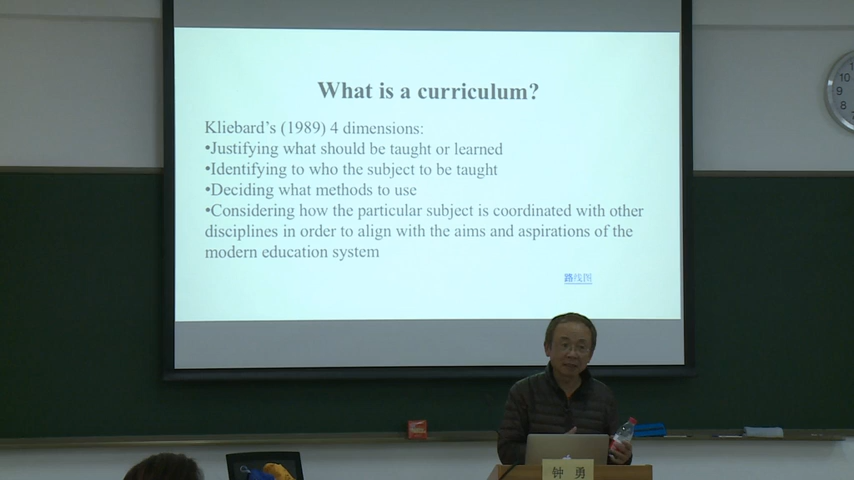 What is a curriculum?
Kliebard's (1989) 4 dimensions:
•Justifying what should be taught or learned
•Identifying to who the subject to be taught
•Deciding what methods to use
•Considering how the particular subject is coordinated with other
disciplines in order to align with the aims and aspirations of the
modern education system
路线图
钟 勇